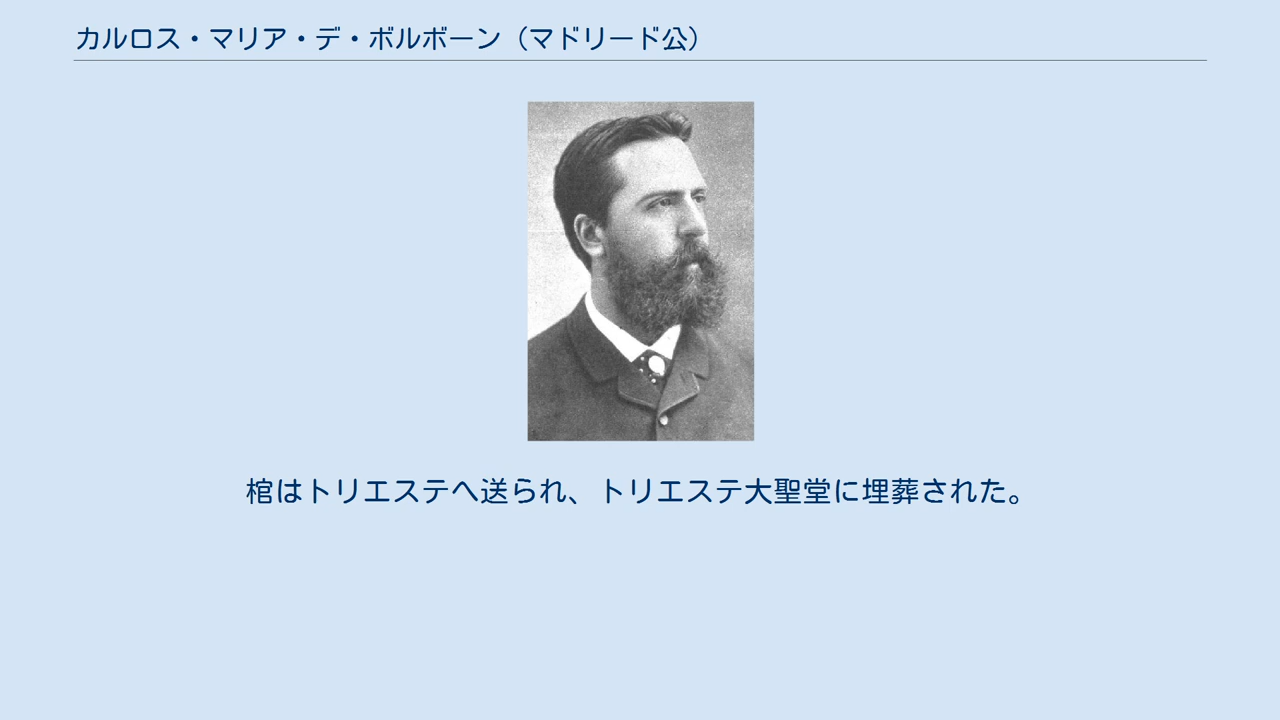 カルロス・マリア・デ・ボルボーン（マドリード公）
棺はトリエステへ送られ、トリエステ大聖堂に埋葬された。